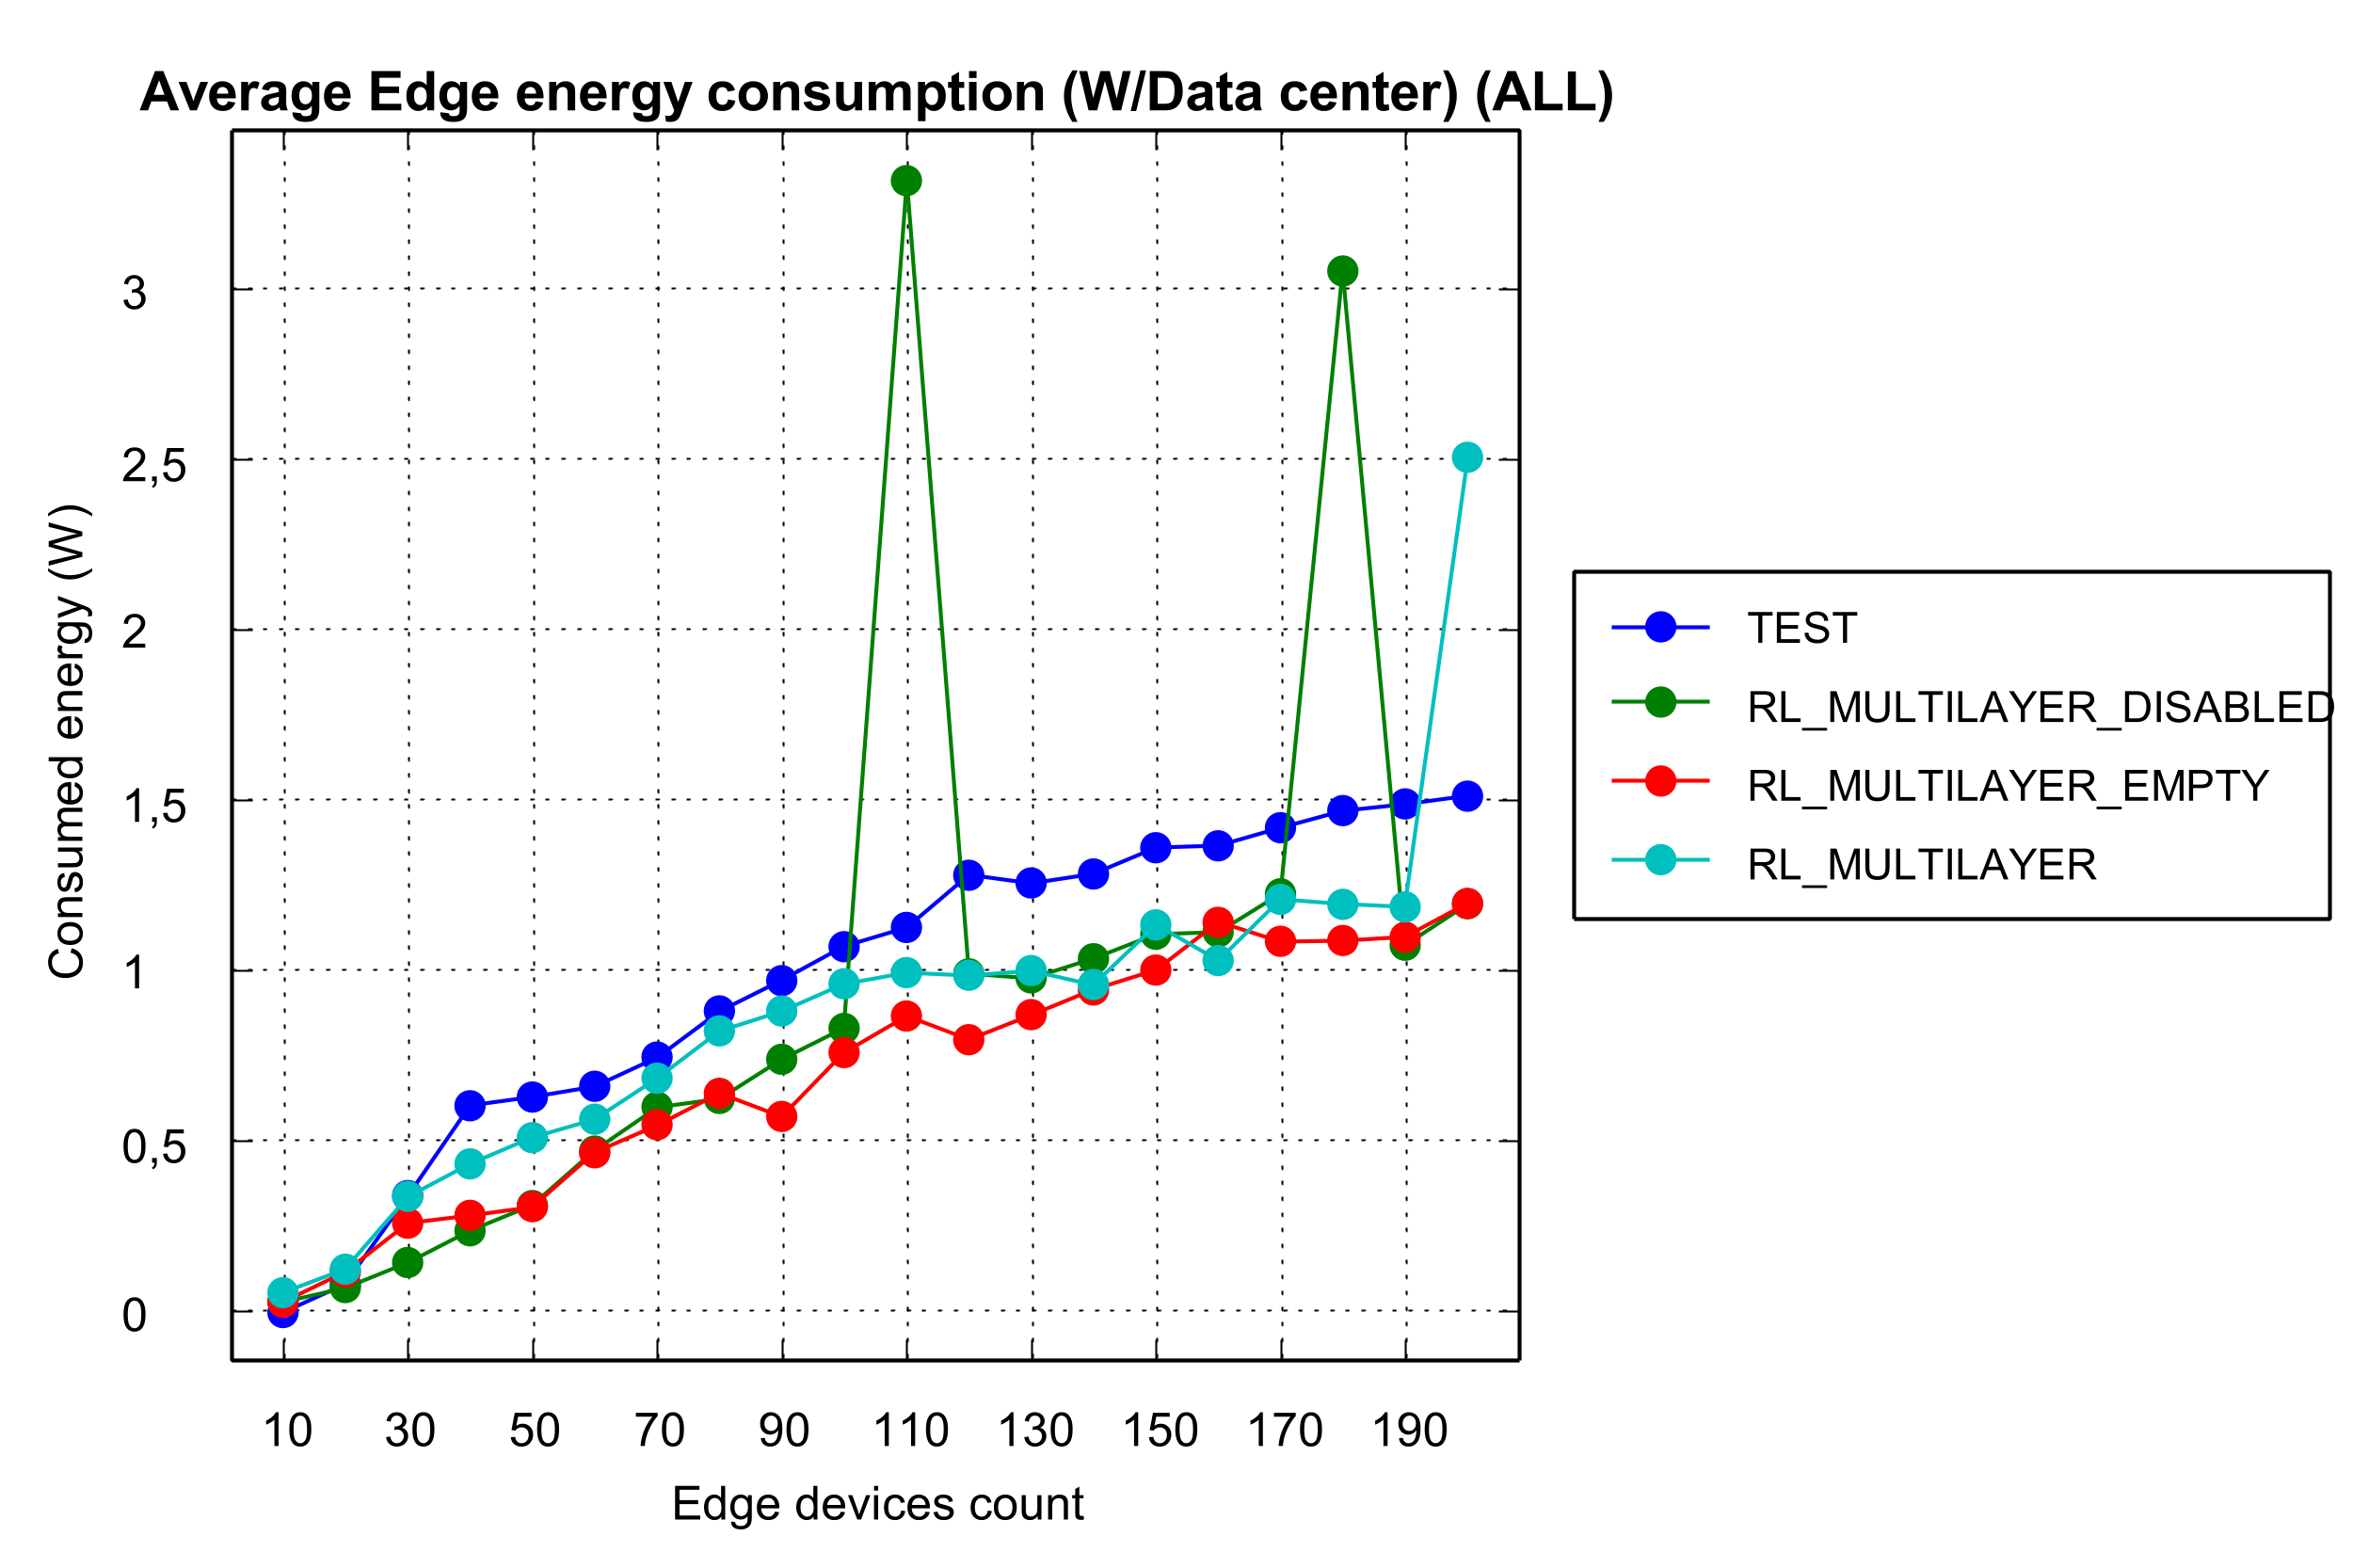 Average Edge energy consumption (W/Data center) (ALL)
3
2,5
2
1,5
1
0,5
0
Consumed energy (W)
10 30 50 70 90 110 130 150 170 190
Edge devices count
TEST
RL_MULTILAYER_DISABLED
RL_MULTILAYER_EMPTY
RL_MULTILAYER